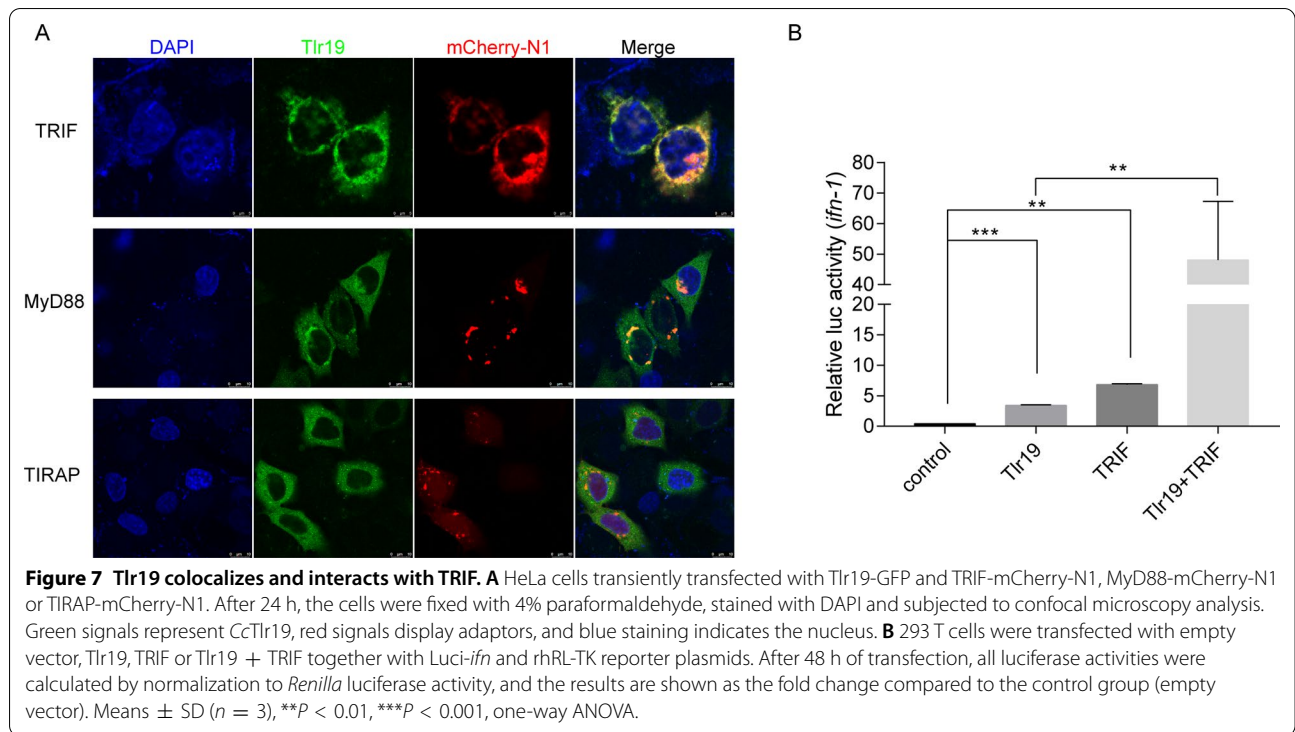 A
B
DAPI Tlr19 mCherry-N1 Merge
TRIF
MyD88
TIRAP
Relative luc activity (ifn-1)
80
70
60
50
40
20
15
10
5
0
**
**
***
control
Tlr19
TRIF
Tlr19+TRIF
Figure 7 Tlr19 colocalizes and interacts with TRIF. A HeLa cells transiently transfected with Tlr19-GFP and TRIF-mCherry-N1, MyD88-mCherry-N1
or TIRAP-mCherry-N1. After 24 h, the cells were fixed with 4% paraformaldehyde, stained with DAPI and subjected to confocal microscopy analysis.
Green signals represent CcTlr19, red signals display adaptors, and blue staining indicates the nucleus. B 293 T cells were transfected with empty
vector, Tlr19, TRIF or Tlr19 + TRIF together with Luci-ifn and rhRL-TK reporter plasmids. After 48 h of transfection, all luciferase activities were
calculated by normalization to Renilla luciferase activity, and the results are shown as the fold change compared to the control group (empty
vector). Means ± SD (n = 3), **P < 0.01, ***P < 0.001, one-way ANOVA.